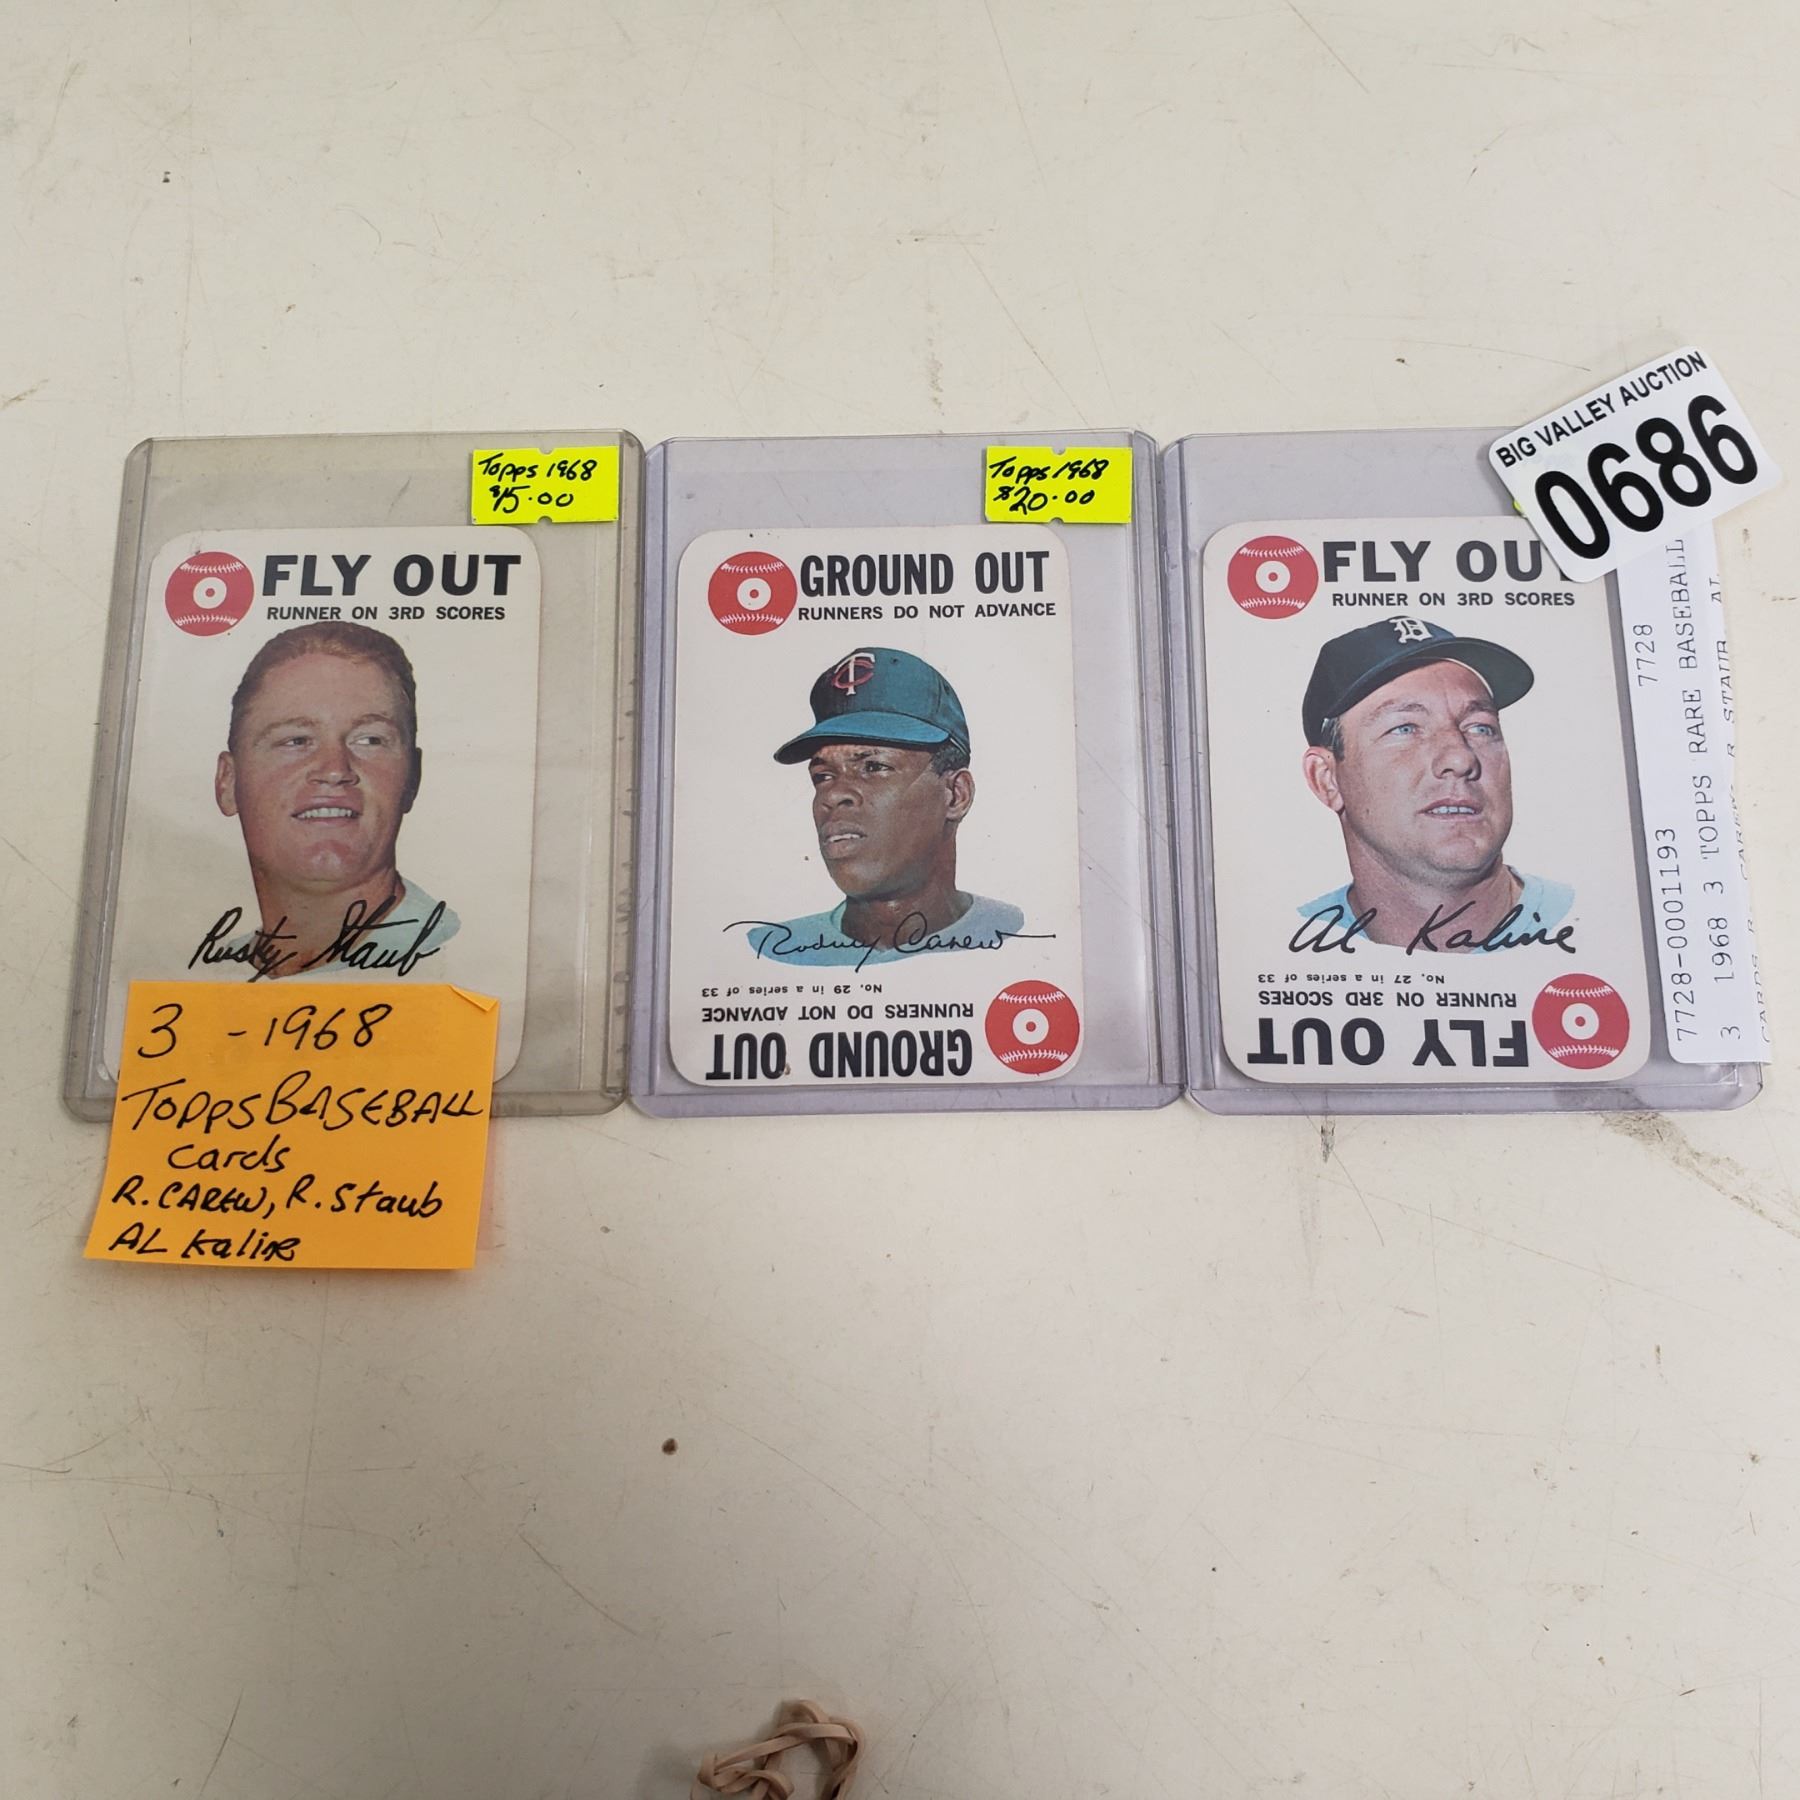 BIG VALLEY AUCTION
0686
Topps 1968
$15.00
FLY OUT
RUNNER ON 3RD SCORES
Rusty Staub
3 - 1968
Topps BASEBALL
cards
R. CAREW, R. Staub
AL Kaline
Topps 1968
$20.00
GROUND OUT
RUNNERS DO NOT ADVANCE
Rodney Carew
No. 29 in a series of 33
RUNNERS DO NOT ADVANCE
GROUND OUT
FLY OUT
RUNNER ON 3RD SCORES
Al Kaline
No. 27 in a series of 33
RUNNER ON 3RD SCORES
FLY OUT
7728-0001193 7728
3 1968 3 TOPPS RARE BASEBALL
STAUB AL